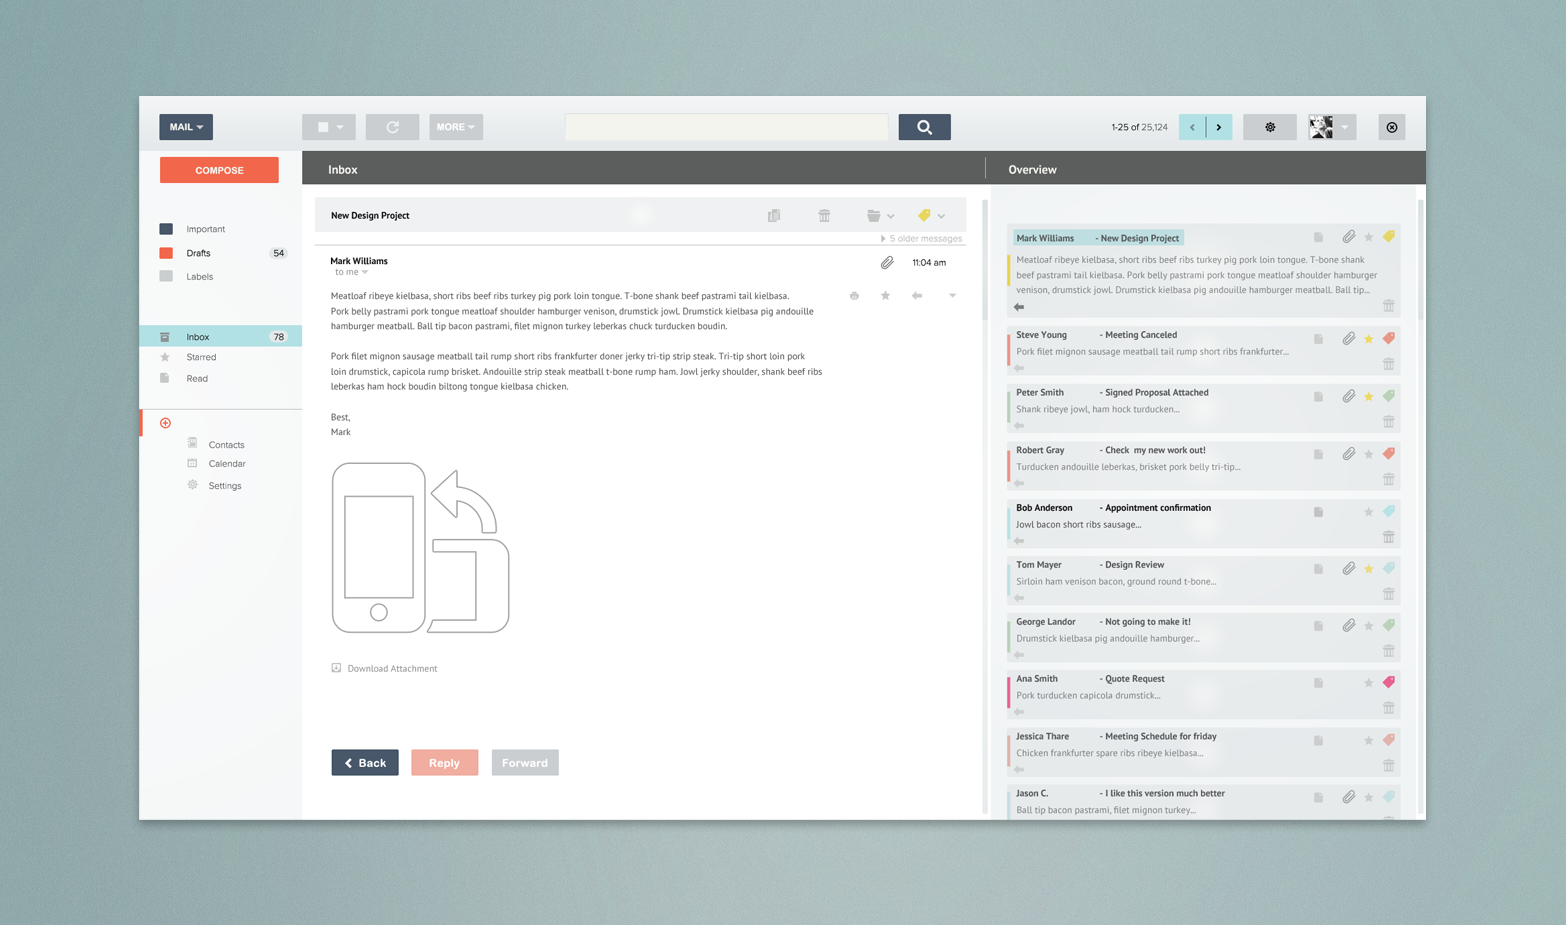 MAIL
MORE
1-25 of 25,124
COMPOSE
Inbox
Overview
Important
Drafts 54
Labels
Inbox 78
Starred
Read
Contacts
Calendar
Settings
New Design Project
5 older messages
Mark Williams
to me
11:04 am
Meatloaf ribeye kielbasa, short ribs beef ribs turkey pig pork loin tongue. T-bone shank beef pastrami tail kielbasa.
Pork belly pastrami pork tongue meatloaf shoulder hamburger venison, drumstick jowl. Drumstick kielbasa pig andouille
hamburger meatball. Ball tip bacon pastrami, filet mignon turkey leberkas chuck turducken boudin.
Pork filet mignon sausage meatball tail rump short ribs frankfurter doner jerky tri-tip strip steak. Tri-tip short loin pork
loin drumstick, capicola rump brisket. Andouille strip steak meatball t-bone rump ham. Jowl jerky shoulder, shank beef ribs
leberkas ham hock boudin biltong tongue kielbasa chicken.
Best,
Mark
Download Attachment
Back
Reply
Forward
Mark Williams - New Design Project
Meatloaf ribeye kielbasa, short ribs beef ribs turkey pig pork loin tongue. T-bone shank
beef pastrami tail kielbasa. Pork belly pastrami pork tongue meatloaf shoulder hamburger
venison, drumstick jowl. Drumstick kielbasa pig andouille hamburger meatball. Ball tip...
Steve Young - Meeting Canceled
Pork filet mignon sausage meatball tail rump short ribs frankfurter...
Peter Smith - Signed Proposal Attached
Shank ribeye jowl, ham hock turducken...
Robert Gray - Check my new work out!
Turducken andouille leberkas, brisket pork belly tri-tip...
Bob Anderson - Appointment confirmation
Jowl bacon short ribs sausage...
Tom Mayer - Design Review
Sirloin ham venison bacon, ground round t-bone...
George Landor - Not going to make it!
Drumstick kielbasa pig andouille hamburger...
Ana Smith - Quote Request
Pork turducken capicola drumstick...
Jessica Thare - Meeting Schedule for friday
Chicken frankfurter spare ribs ribeye kielbasa...
Jason C. - I like this version much better
Ball tip bacon pastrami, filet mignon turkey...